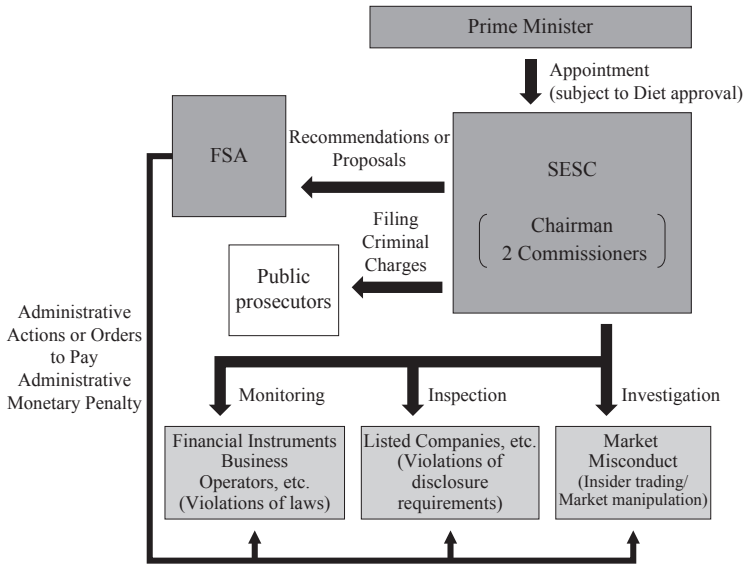 Prime Minister
Appointment
(subject to Diet approval)
FSA
Recommendations or
Proposals
SESC
Chairman
2 Commissioners
Filing
Criminal
Charges
Public
prosecutors
Administrative
Actions or Orders
to Pay
Administrative
Monetary Penalty
Monitoring
Inspection
Investigation
Financial Instruments
Business
Operators, etc.
(Violations of laws)
Listed Companies, etc.
(Violations of
disclosure
requirements)
Market
Misconduct
(Insider trading/
Market manipulation)